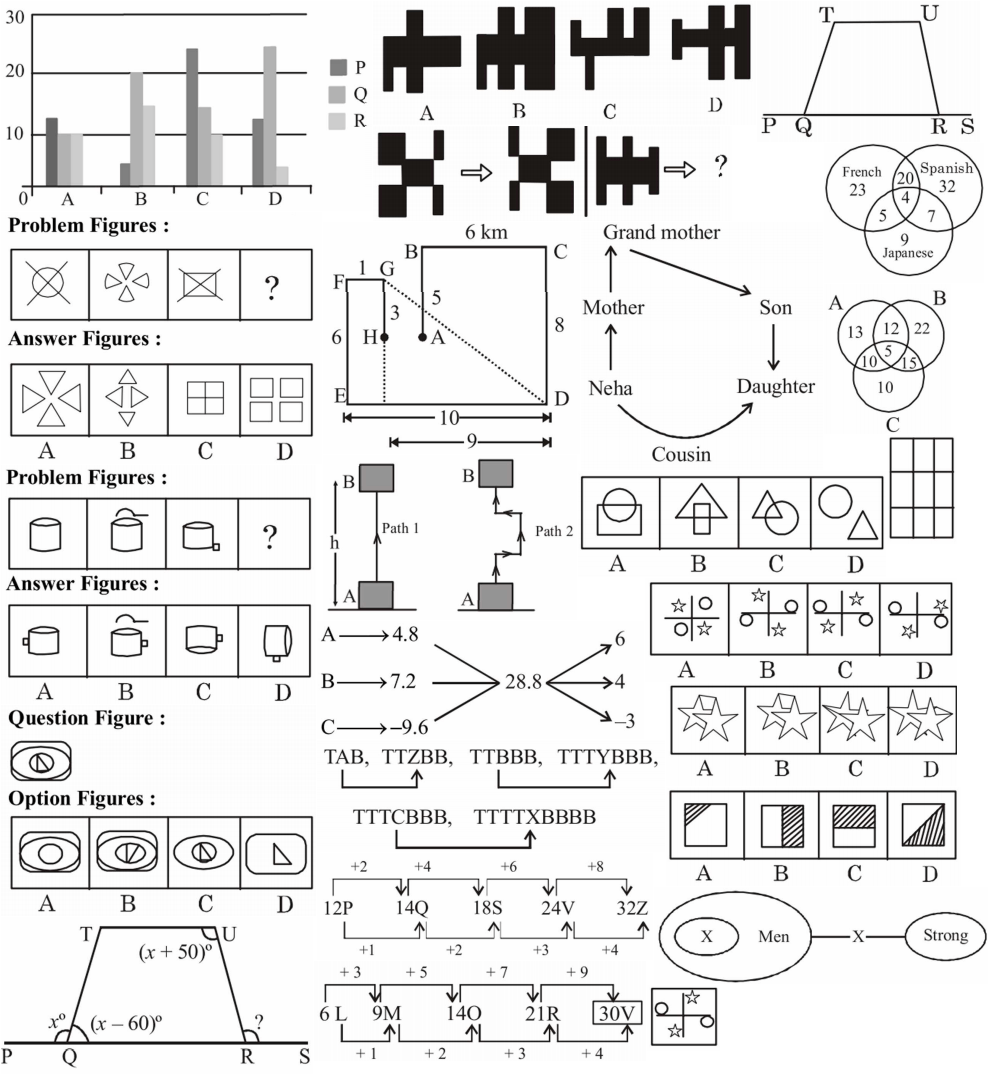 30
20
10
0
A B C D
P
Q
R
A B C D
?
T U
P Q R S
French
23
20
Spanish
32
4
5
7
9
Japanese
Problem Figures :
?
Answer Figures :
A B C D
Problem Figures :
?
Answer Figures :
A B C D
Question Figure :
Option Figures :
A B C D
T U
(x + 50)º
xº (x – 60)º ?
P Q R S
6 km
B C
F 1 G
5
3
6 H A 8
E D
10
9
Grand mother
Mother Son
Neha Daughter
Cousin
A B
13 12 22
5
10 15
10
C
B
h
Path 1
A
B
Path 2
A
A B C D
A 4.8
B 7.2
C –9.6
28.8
6
4
–3
TAB, TTZBB, TTBBB, TTTYBBB,
TTTCBBB, TTTTXBBBB
+2 +4 +6 +8
12P 14Q 18S 24V 32Z
+1 +2 +3 +4
+ 3 + 5 + 7 + 9
6 L 9M 14O 21R 30V
+ 1 + 2 + 3 + 4
A B C D
A B C D
A B C D
X Men X Strong